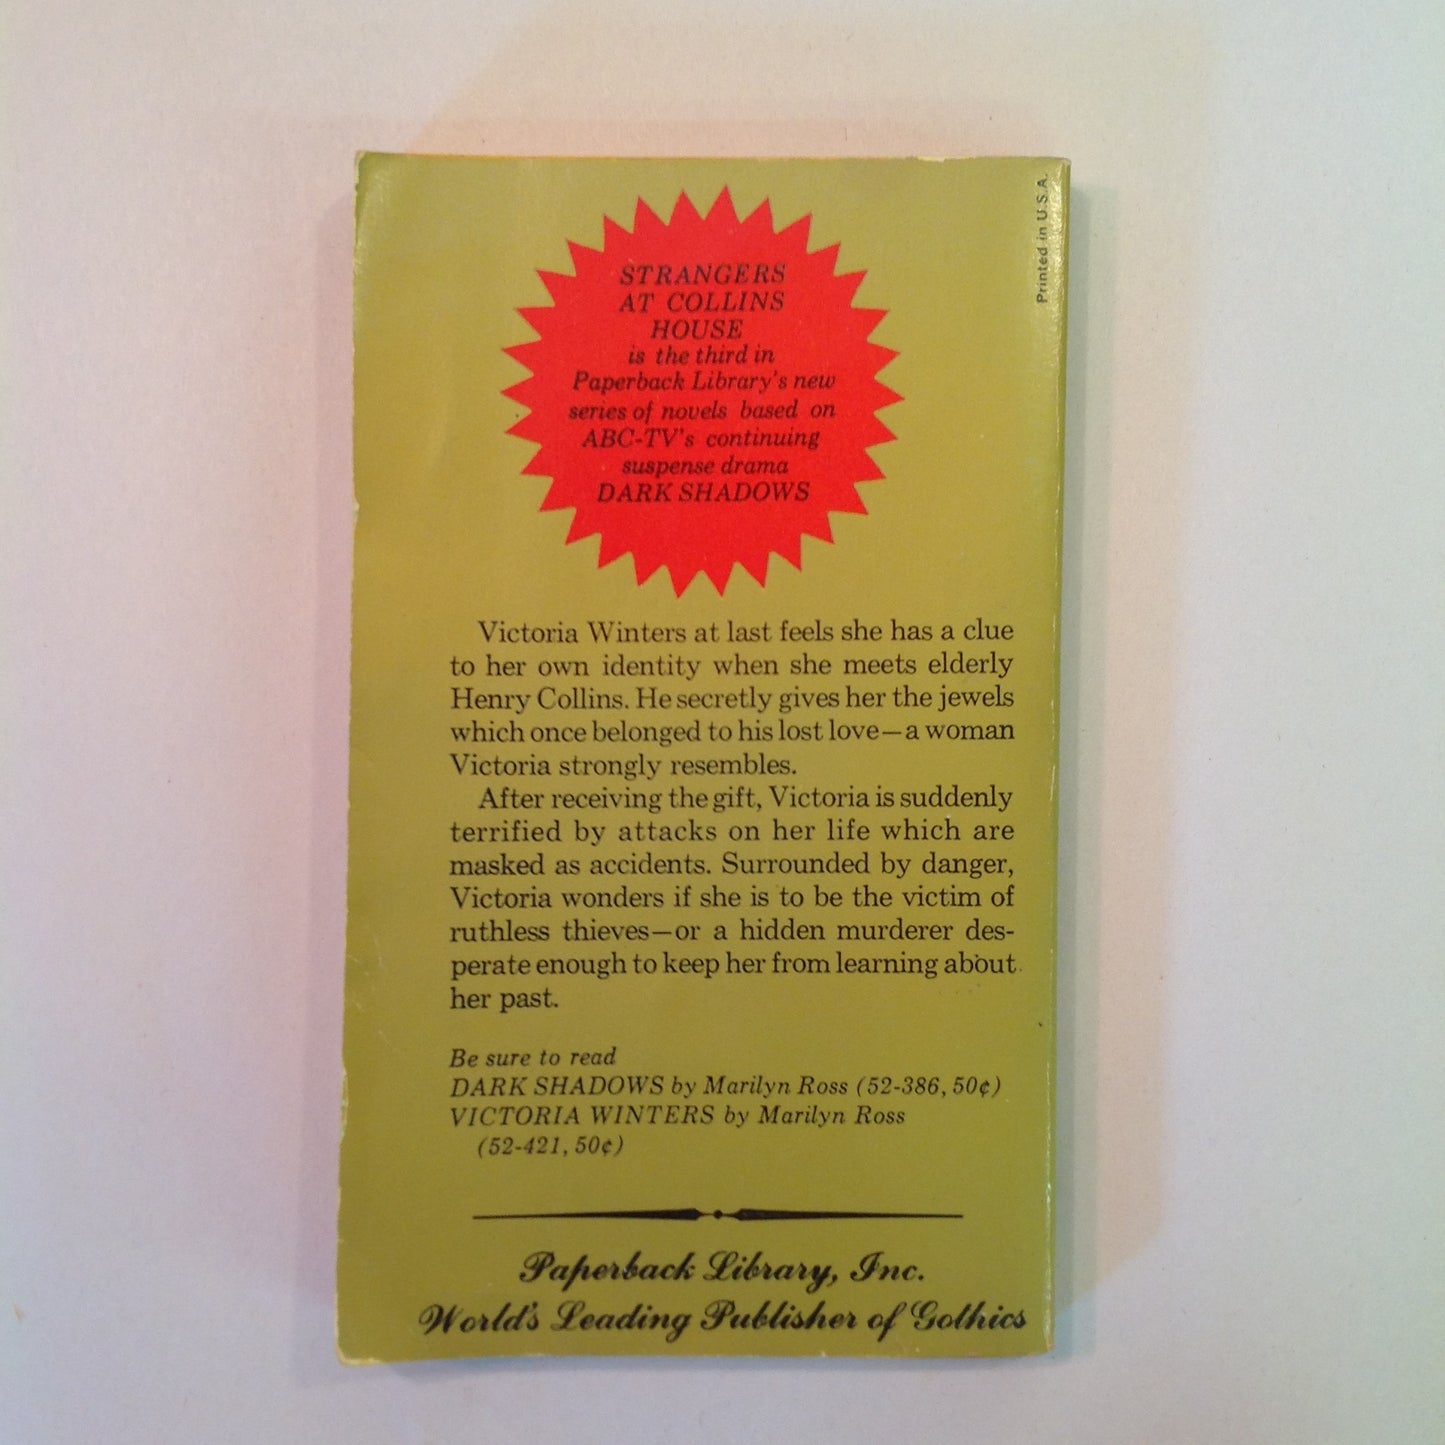 STRANGERS
AT COLLINS
HOUSE
is the third in
Paperback Library's new
series of novels based on
ABC-TV's continuing
suspense drama
DARK SHADOWS
Printed in U.S.A.
Victoria Winters at last feels she has a clue
to her own identity when she meets elderly
Henry Collins. He secretly gives her the jewels
which once belonged to his lost love—a woman
Victoria strongly resembles.
After receiving the gift, Victoria is suddenly
terrified by attacks on her life which are
masked as accidents. Surrounded by danger,
Victoria wonders if she is to be the victim of
ruthless thieves—or a hidden murderer des-
perate enough to keep her from learning about
her past.
Be sure to read
DARK SHADOWS by Marilyn Ross (52-386, 50¢)
VICTORIA WINTERS by Marilyn Ross
(52-421, 50¢)
Paperback Library, Inc.
World's Leading Publisher of Gothics